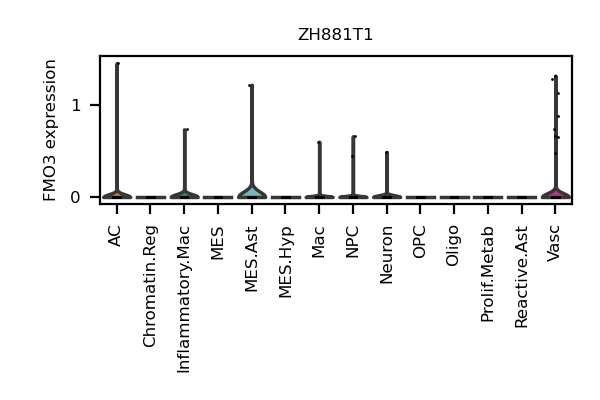 ZH881T1
FMO3 expression
1
0
AC
Chromatin.Reg
Inflammatory.Mac
MES
MES.Ast
MES.Hyp
Mac
NPC
Neuron
OPC
Oligo
Prolif.Metab
Reactive.Ast
Vasc